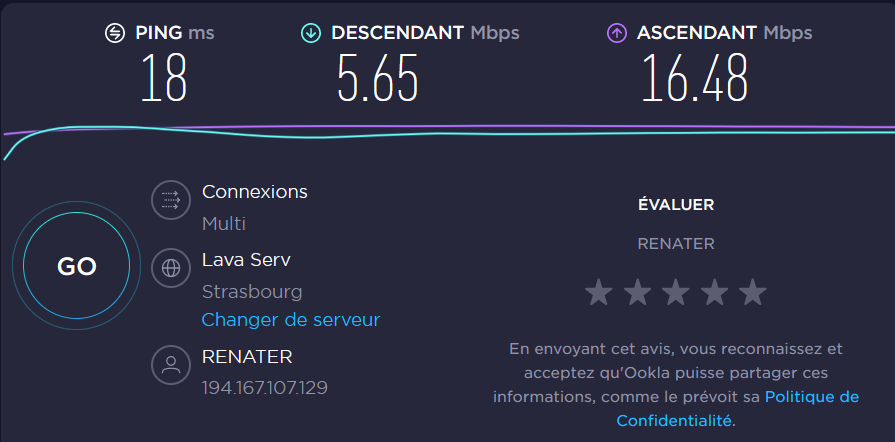 PING ms
DESCENDANT Mbps
ASCENDANT Mbps
18
5.65
16.48
GO
Connexions
Multi
Lava Serv
Strasbourg
Changer de serveur
RENATER
194.167.107.129
ÉVALUER
RENATER
En envoyant cet avis, vous reconnaissez et
acceptez qu'Ookla puisse partager ces
informations, comme le prévoit sa Politique de
Confidentialité.